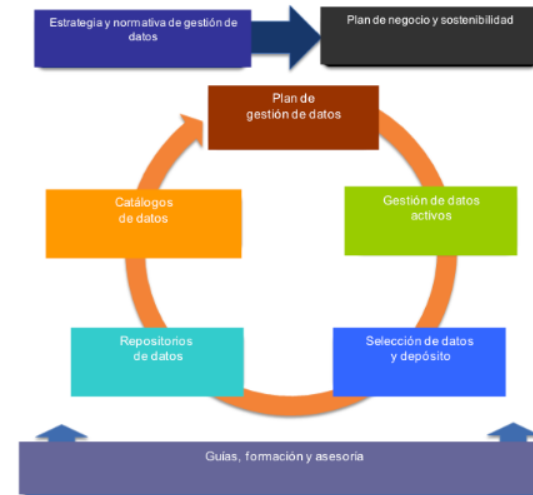 Estrategia y normativa de gestión de
datos
Plan de negocio y sostenibilidad
Plan de
gestión de datos
Catálogos
de datos
Gestión de datos
activos
Repositorios
de datos
Selección de datos
y depósito
Guías, formación y asesoría